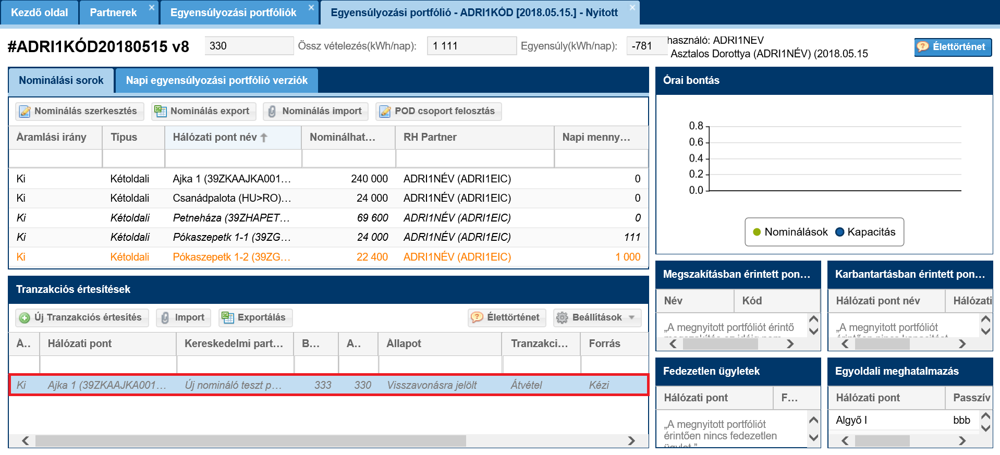 Kezdő oldal
Partnerek
Egyensúlyozási portfóliók
Egyensúlyozási portfólió - ADRI1KÓD [2018.05.15.] - Nyitott
#ADRI1KÓD20180515 v8
330
Össz vételezés(kWh/nap):
1 111
Egyensúly(kWh/nap):
-781
használó: ADRI1NÉV
Asztalos Dorottya (ADRI1NÉV) (2018.05.15
Élettörténet
Nominálási sorok
Napi egyensúlyozási portfólió verziók
Nominálás szerkesztés
Nominálás export
Nominálás import
POD csoport felosztás
Áramlási irány Típus Hálózati pont név Nominálhat... RH Partner Napi menny...
Ki Kétoldali Ajka 1 (39ZKAAJKA001... 240 000 ADRI1NÉV (ADRI1EIC) 0
Ki Kétoldali Csanádpalota (HU>RO)... 24 000 ADRI1NÉV (ADRI1EIC) 0
Ki Kétoldali Petneháza (39ZHAPET... 69 600 ADRI1NÉV (ADRI1EIC) 0
Ki Kétoldali Pókaszepetk 1-1 (39ZG... 24 000 ADRI1NÉV (ADRI1EIC) 111
Ki Kétoldali Pókaszepetk 1-2 (39ZG... 22 400 ADRI1NÉV (ADRI1EIC) 1 000
Tranzakciós értesítések
Új Tranzakciós értesítés
Import
Exportálás
Élettörténet
Beállítások
Á.. Hálózati pont Kereskedelmi part... B... A.. Állapot Tranzakci... Forrás
Ki Ajka 1 (39ZKAAJKA001... Új nomináló teszt p... 333 330 Visszavonásra jelölt Átvétel Kézi
Órai bontás
0.8
0.6
0.4
0.2
0.0
Nominálások Kapacitás
Megszakításban érintett pon...
Név Kód
„A megnyitott portfóliót érintő
megszakítás ez idáig nem
Karbantartásban érintett pon...
Hálózati pont név Hálózati
„A megnyitott portfóliót
érintően nincs kapacitást
Fedezetlen ügyletek
Hálózati pont F...
„A megnyitott portfóliót
érintően nincs fedezetlen
ügylet.”
Egyoldali meghatalmazás
Hálózati pont Passzív
Algyő I bbb